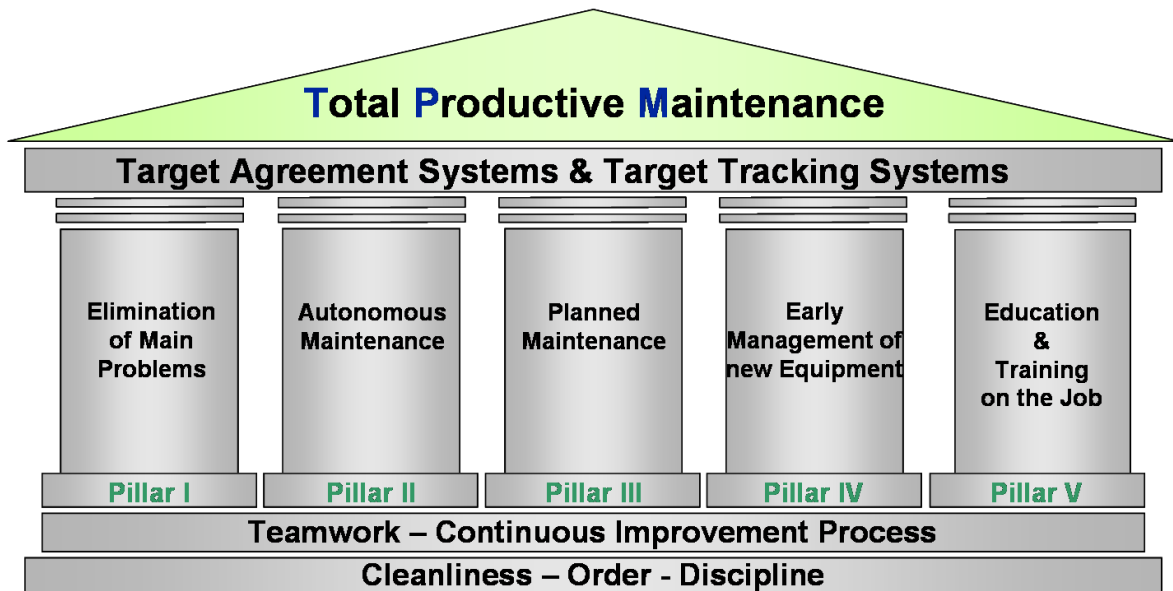 Total Productive Maintenance
Target Agreement Systems & Target Tracking Systems
Elimination
of Main
Problems
Autonomous
Maintenance
Planned
Maintenance
Early
Management of
new Equipment
Education
&
Training
on the Job
Pillar I
Pillar II
Pillar III
Pillar IV
Pillar V
Teamwork – Continuous Improvement Process
Cleanliness – Order - Discipline